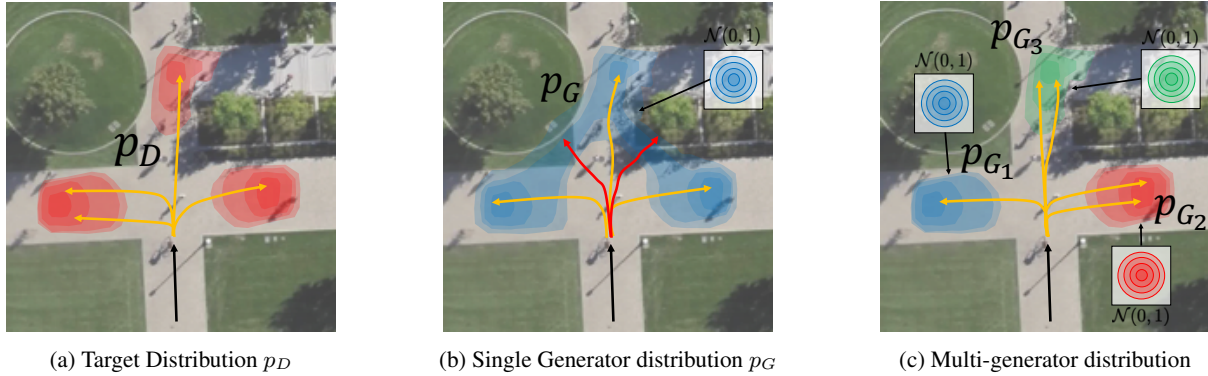 p_D
p_G
N(0,1)
p_{G_3}
N(0,1)
N(0,1)
p_{G_1}
p_{G_2}
N(0,1)
(a) Target Distribution p_D
(b) Single Generator distribution p_G
(c) Multi-generator distribution